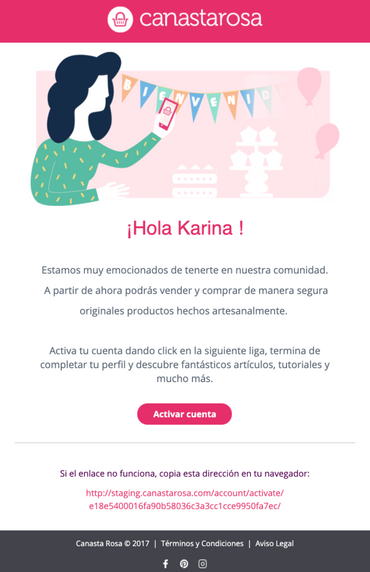 canastarosa
BIENVENID
¡Hola Karina !
Estamos muy emocionados de tenerte en nuestra comunidad.
A partir de ahora podrás vender y comprar de manera segura
originales productos hechos artesanalmente.
Activa tu cuenta dando click en la siguiente liga, termina de
completar tu perfil y descubre fantásticos artículos, tutoriales y
mucho más.
Activar cuenta
Si el enlace no funciona, copia esta dirección en tu navegador:
http://staging.canastarosa.com/account/activate/
e18e5400016fa90b58036c3a3cc1cce9950fa7ec/
Canasta Rosa © 2017 | Términos y Condiciones | Aviso Legal